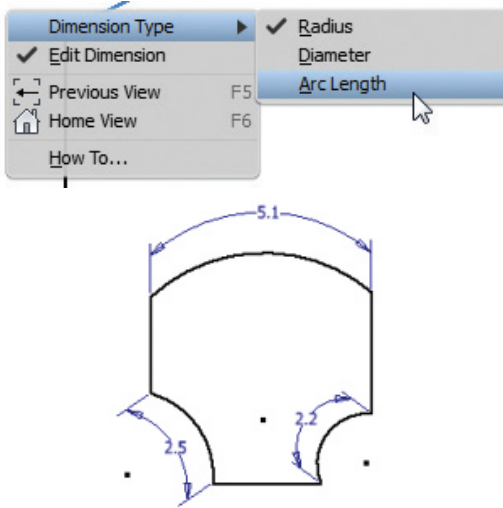 Dimension Type
Radius
Edit Dimension
Diameter
Arc Length
Previous View F5
Home View F6
How To...
5.1
2.2
2.5